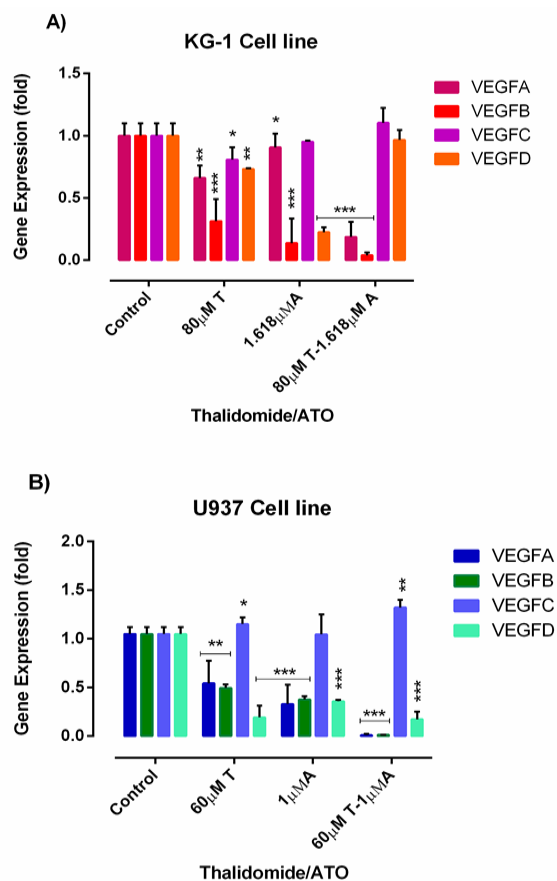 A)
KG-1 Cell line
Gene Expression (fold)
1.5
1.0
0.5
0.0
**
***
*
**
*
***
***
VEGFA
VEGFB
VEGFC
VEGFD
Control
80μM T
1.618μMA
80μM T-1.618μM A
Thalidomide/ATO
B)
U937 Cell line
Gene Expression (fold)
2.0
1.5
1.0
0.5
0.0
**
*
***
***
***
**
***
VEGFA
VEGFB
VEGFC
VEGFD
Control
60μM T
1μMA
60μM T-1μMA
Thalidomide/ATO